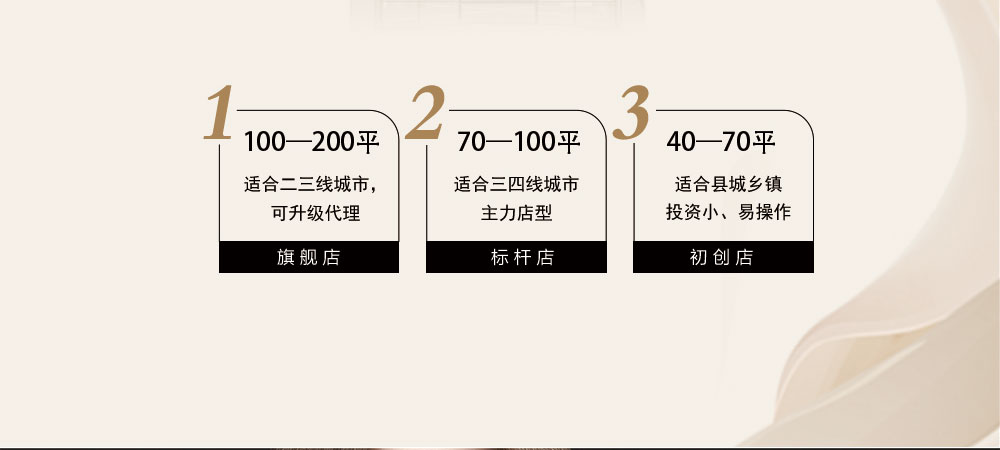 1
100—200平
适合二三线城市，
可升级代理
旗舰店
2
70—100平
适合三四线城市
主力店型
标杆店
3
40—70平
适合县城乡镇
投资小、易操作
初创店